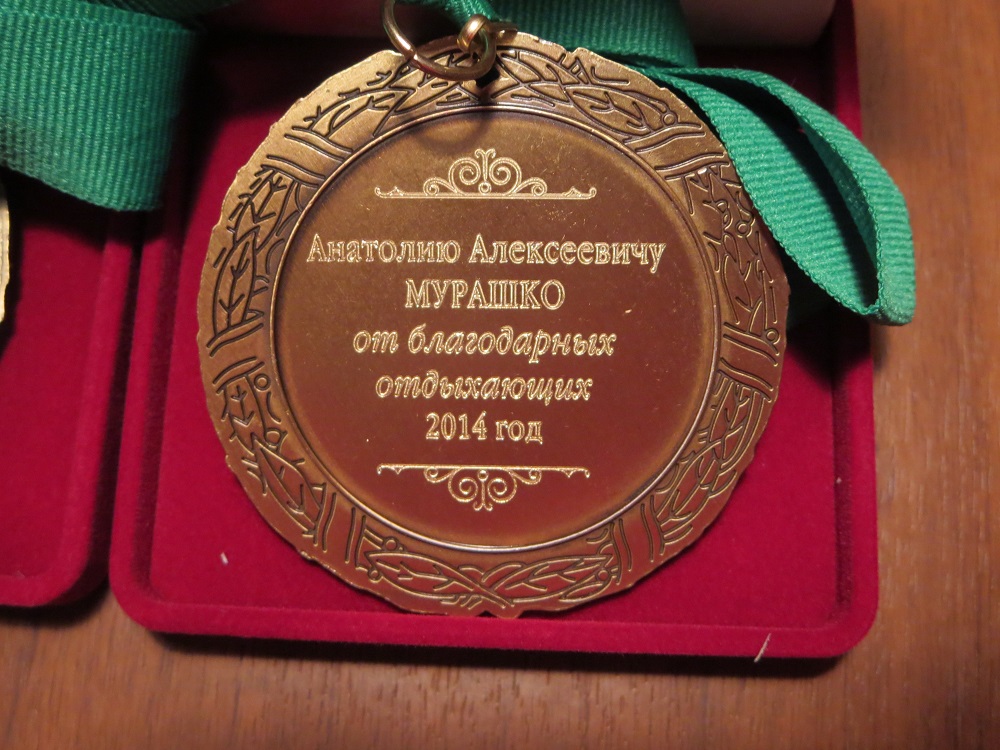 Анатолию Алексеевичу
МУРАШКО
от благодарных
отдыхающих
2014 год